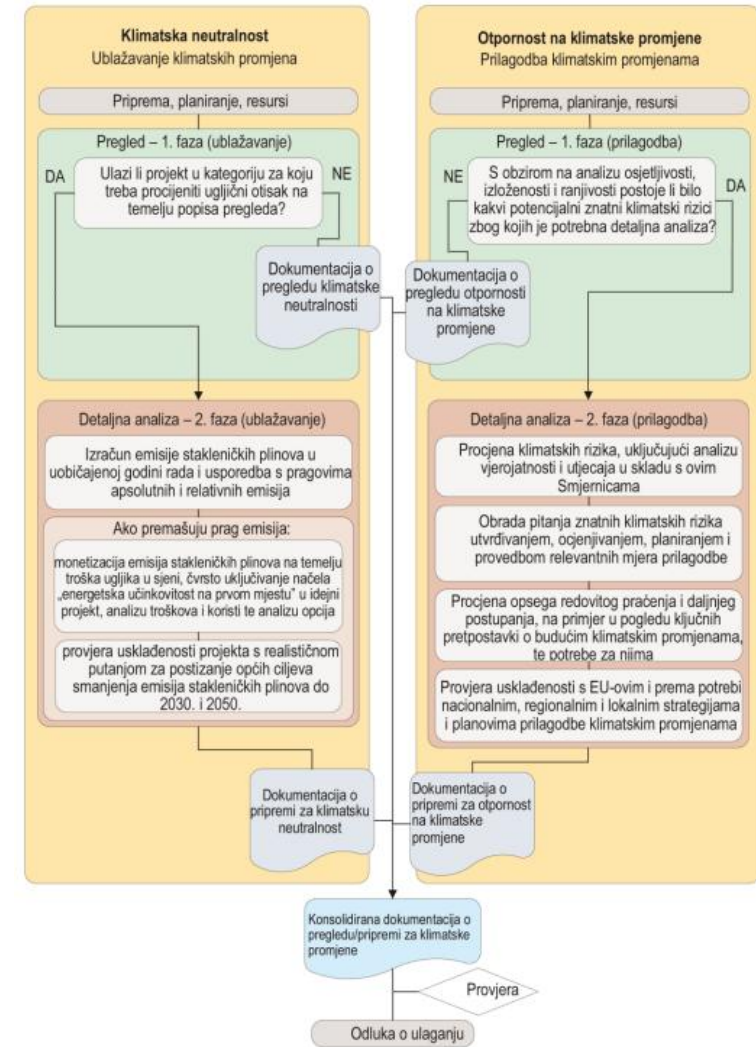 Klimatska neutralnost
Ublažavanje klimatskih promjena
Priprema, planiranje, resursi
Pregled – 1. faza (ublažavanje)
DA
Ulazi li projekt u kategoriju za koju
treba procijeniti ugljični otisak na
temelju popisa pregleda?
NE
Dokumentacija o
pregledu klimatske
neutralnosti
Detaljna analiza – 2. faza (ublažavanje)
Izračun emisije stakleničkih plinova u
uobičajenoj godini rada i usporedba s pragovima
apsolutnih i relativnih emisija
Ako premašuju prag emisija:
monetizacija emisija stakleničkih plinova na temelju
troška ugljika u sjeni, čvrsto uključivanje načela
„energetska učinkovitost na prvom mjestu” u idejni
projekt, analizu troškova i koristi te analizu opcija
provjera usklađenosti projekta s realističnom
putanjom za postizanje općih ciljeva
smanjenja emisija stakleničkih plinova do
2030. i 2050.
Dokumentacija o
pripremi za klimatsku
neutralnost
Otpornost na klimatske promjene
Prilagodba klimatskim promjenama
Priprema, planiranje, resursi
Pregled – 1. faza (prilagodba)
NE
S obzirom na analizu osjetljivosti,
izloženosti i ranjivosti postoje li bilo
kakvi potencijalni znatni klimatski rizici
zbog kojih je potrebna detaljna analiza?
DA
Dokumentacija o
pregledu otpornosti
na klimatske
promjene
Detaljna analiza – 2. faza (prilagodba)
Procjena klimatskih rizika, uključujući analizu
vjerojatnosti i utjecaja u skladu s ovim
Smjernicama
Obrada pitanja znatnih klimatskih rizika
utvrđivanjem, ocjenjivanjem, planiranjem i
provedbom relevantnih mjera prilagodbe
Procjena opsega redovitog praćenja i daljnjeg
postupanja, na primjer u pogledu ključnih
pretpostavki o budućim klimatskim promjenama,
te potrebe za njima
Provjera usklađenosti s EU-ovim i prema potrebi
nacionalnim, regionalnim i lokalnim strategijama
i planovima prilagodbe klimatskim promjenama
Dokumentacija o
pripremi za otpornost
na klimatske
promjene
Konsolidirana dokumentacija o
pregledu/pripremi za klimatske
promjene
Provjera
Odluka o ulaganju